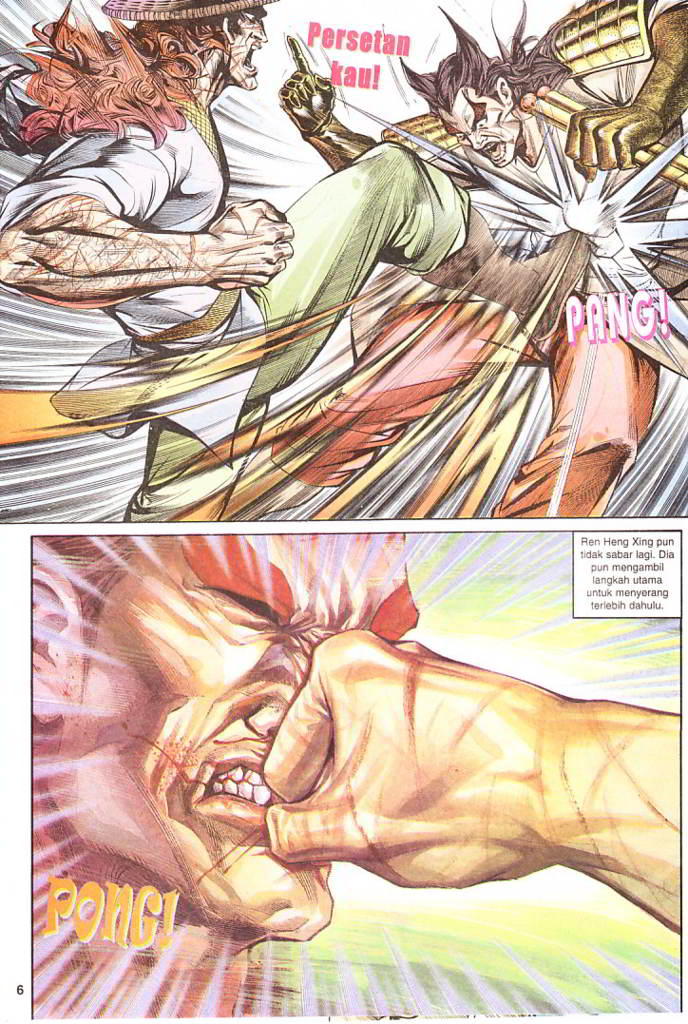 Persetan
kau!
PANG!
Ren Heng Xing pun
tidak sabar lagi. Dia
pun mengambil
langkah utama
untuk menyerang
terlebih dahulu.
PONG!
6